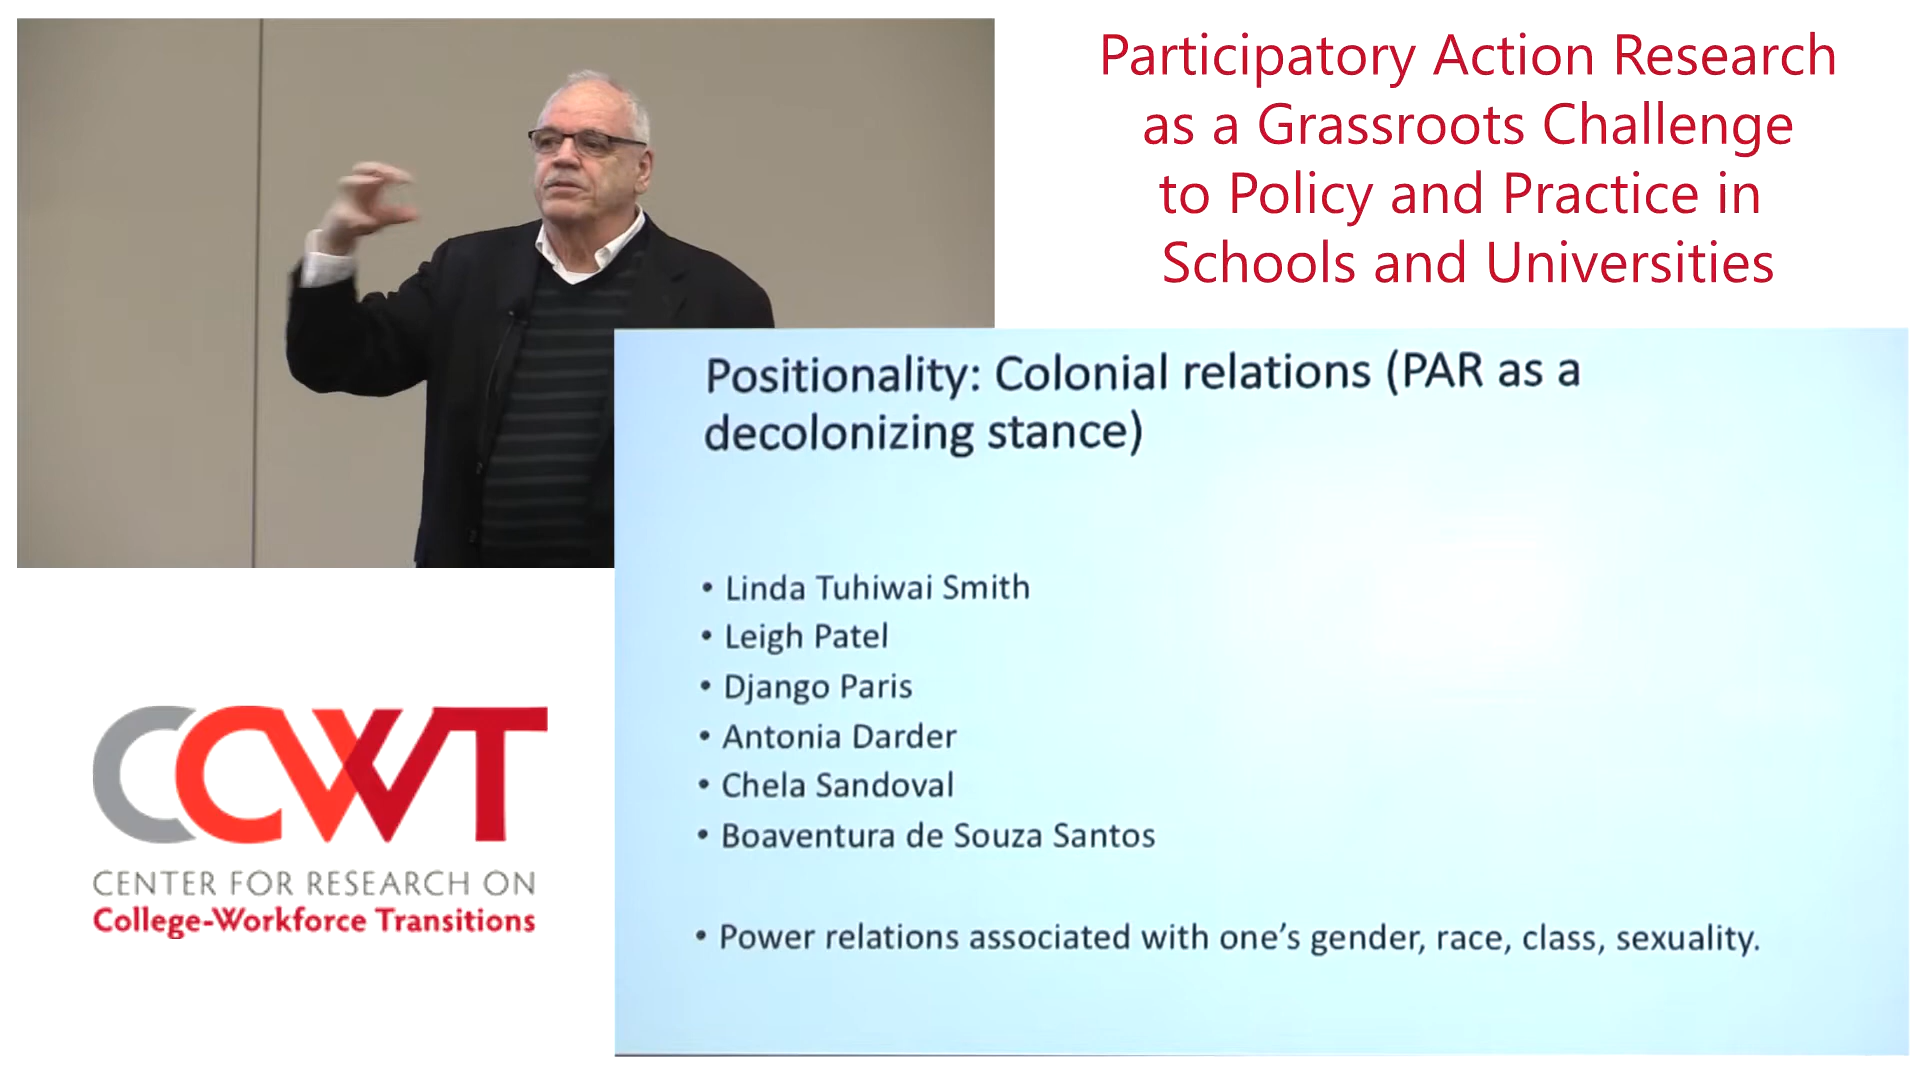 Participatory Action Research
as a Grassroots Challenge
to Policy and Practice in
Schools and Universities
Positionality: Colonial relations (PAR as a
decolonizing stance)
• Linda Tuhiwai Smith
• Leigh Patel
• Django Paris
• Antonia Darder
• Chela Sandoval
• Boaventura de Souza Santos
• Power relations associated with one's gender, race, class, sexuality.
CCWT
CENTER FOR RESEARCH ON
College-Workforce Transitions